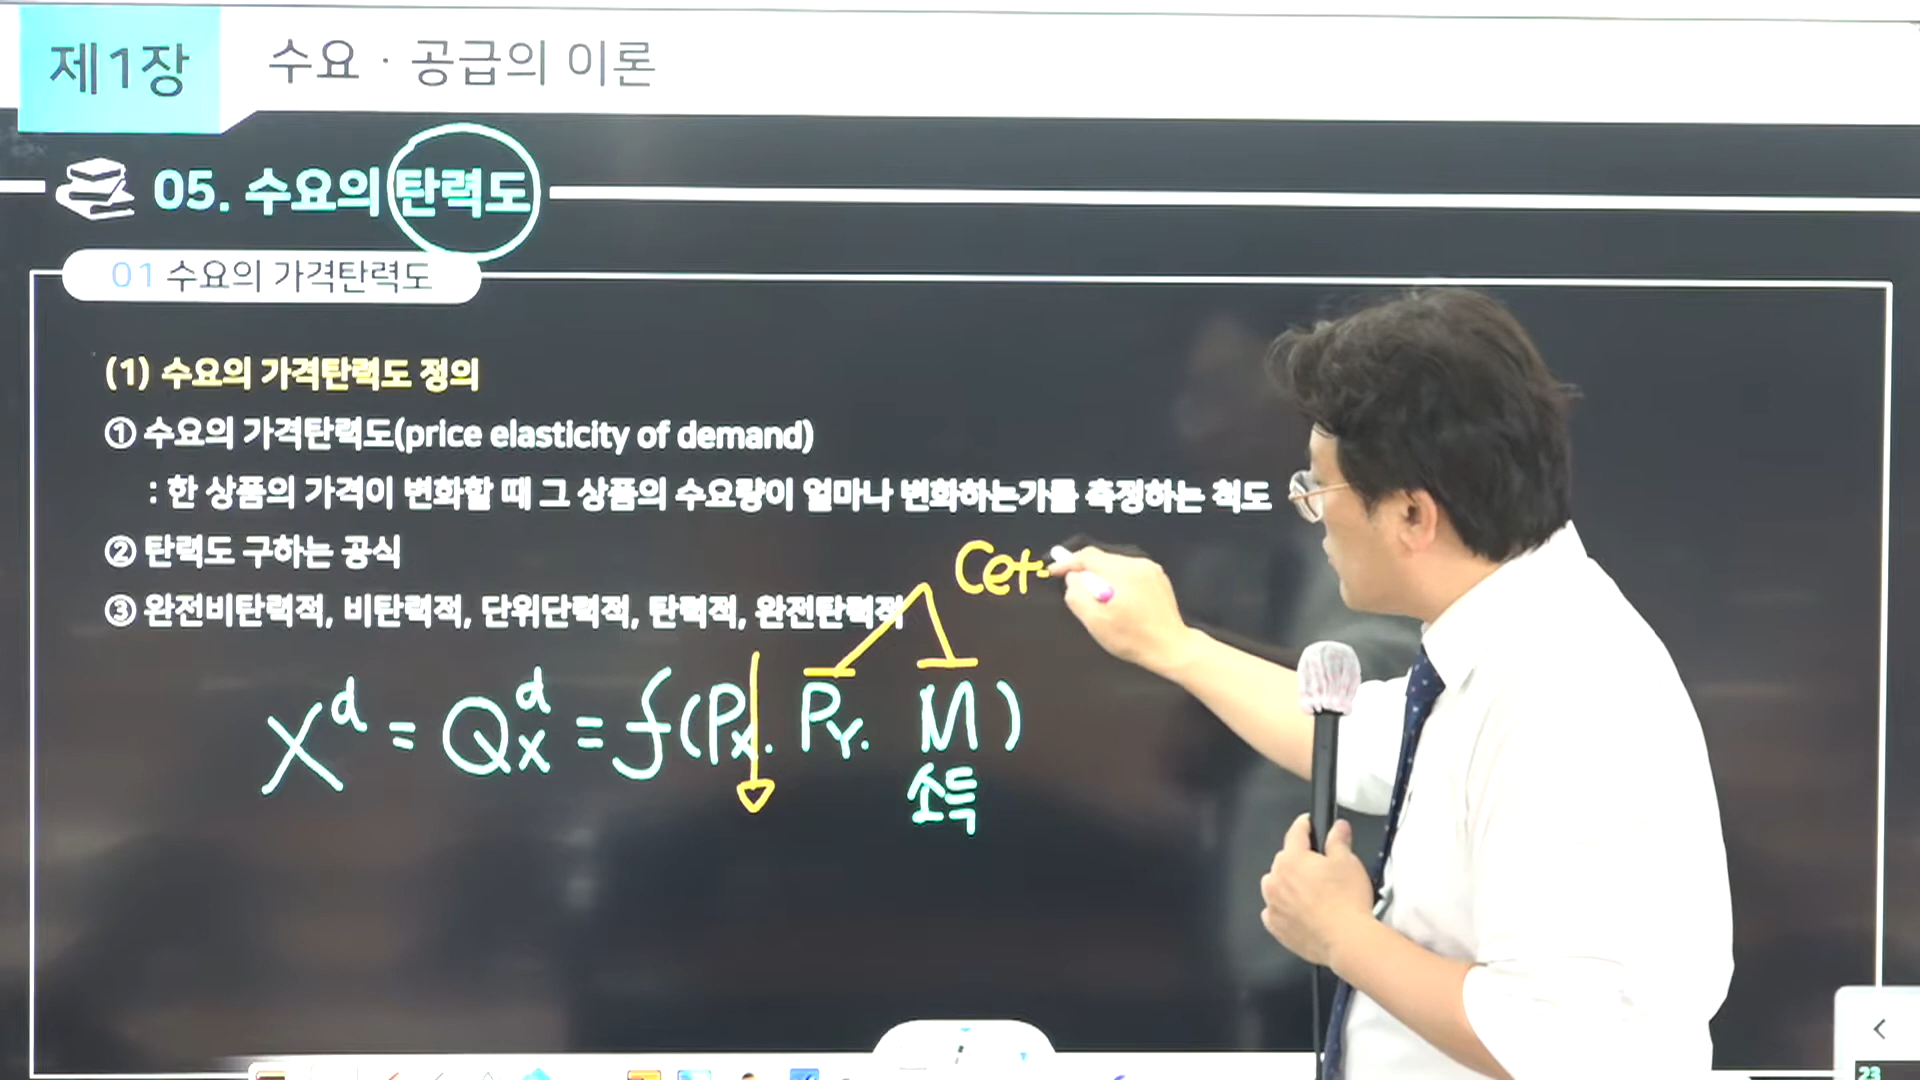 제1장
수요 · 공급의 이론
05. 수요의 탄력도
01 수요의 가격탄력도
(1) 수요의 가격탄력도 정의
① 수요의 가격탄력도(price elasticity of demand)
: 한 상품의 가격이 변화할 때 그 상품의 수요량이 얼마나 변화하는가를 측정하는 척도
② 탄력도 구하는 공식
③ 완전비탄력적, 비탄력적, 단위단력적, 탄력적, 완전탄력적
Cet
X^d = Q_X^d = f(P_X. P_Y. M)
소득
23